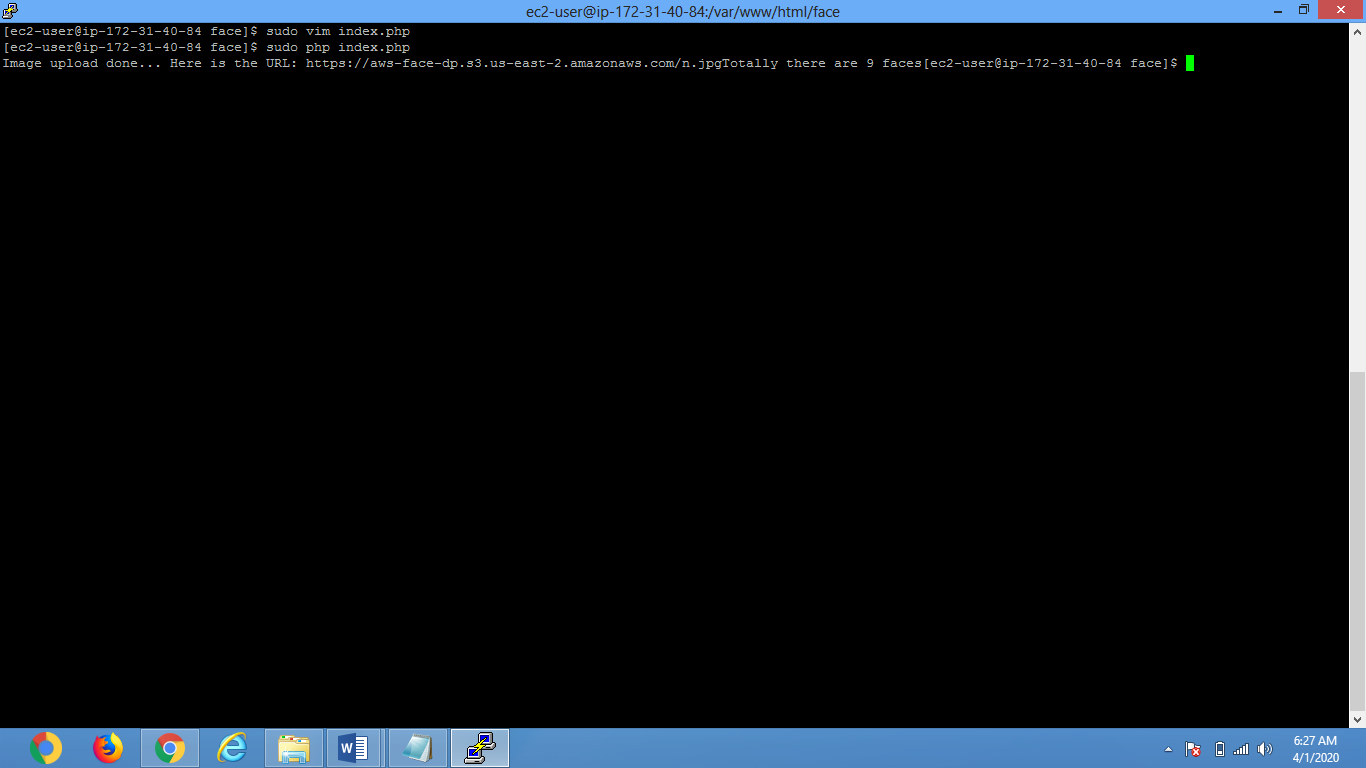 ec2-user@ip-172-31-40-84:/var/www/html/face
[ec2-user@ip-172-31-40-84 face]$ sudo vim index.php
[ec2-user@ip-172-31-40-84 face]$ sudo php index.php
Image upload done... Here is the URL: https://aws-face-dp.s3.us-east-2.amazonaws.com/n.jpgTotally there are 9 faces[ec2-user@ip-172-31-40-84 face]$
6:27 AM
4/1/2020